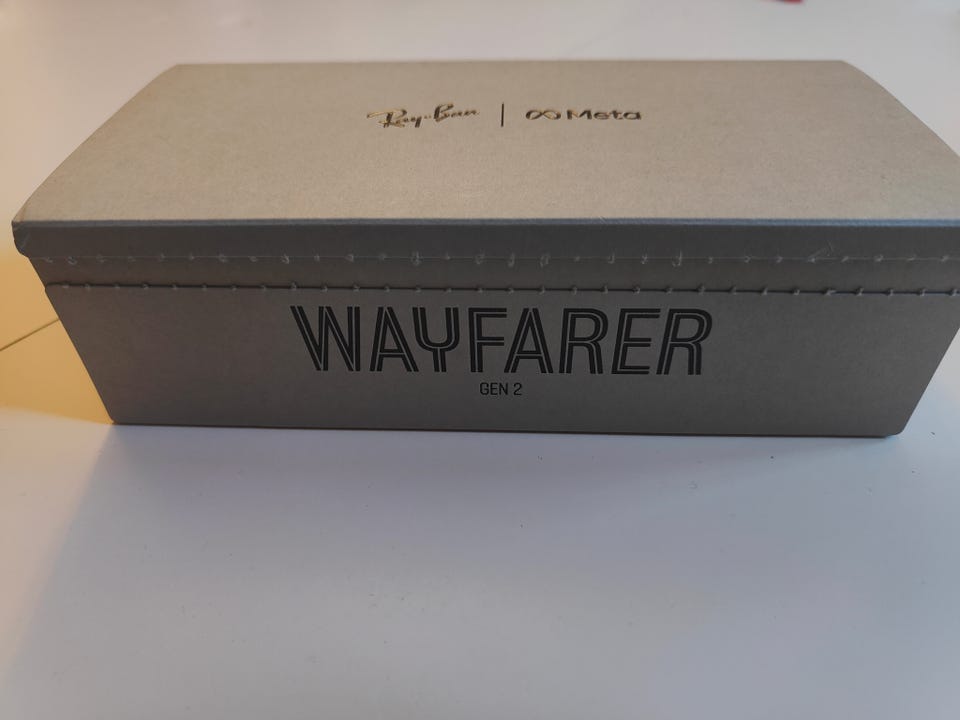 Ray-Ban | Meta
WAYFARER
GEN 2